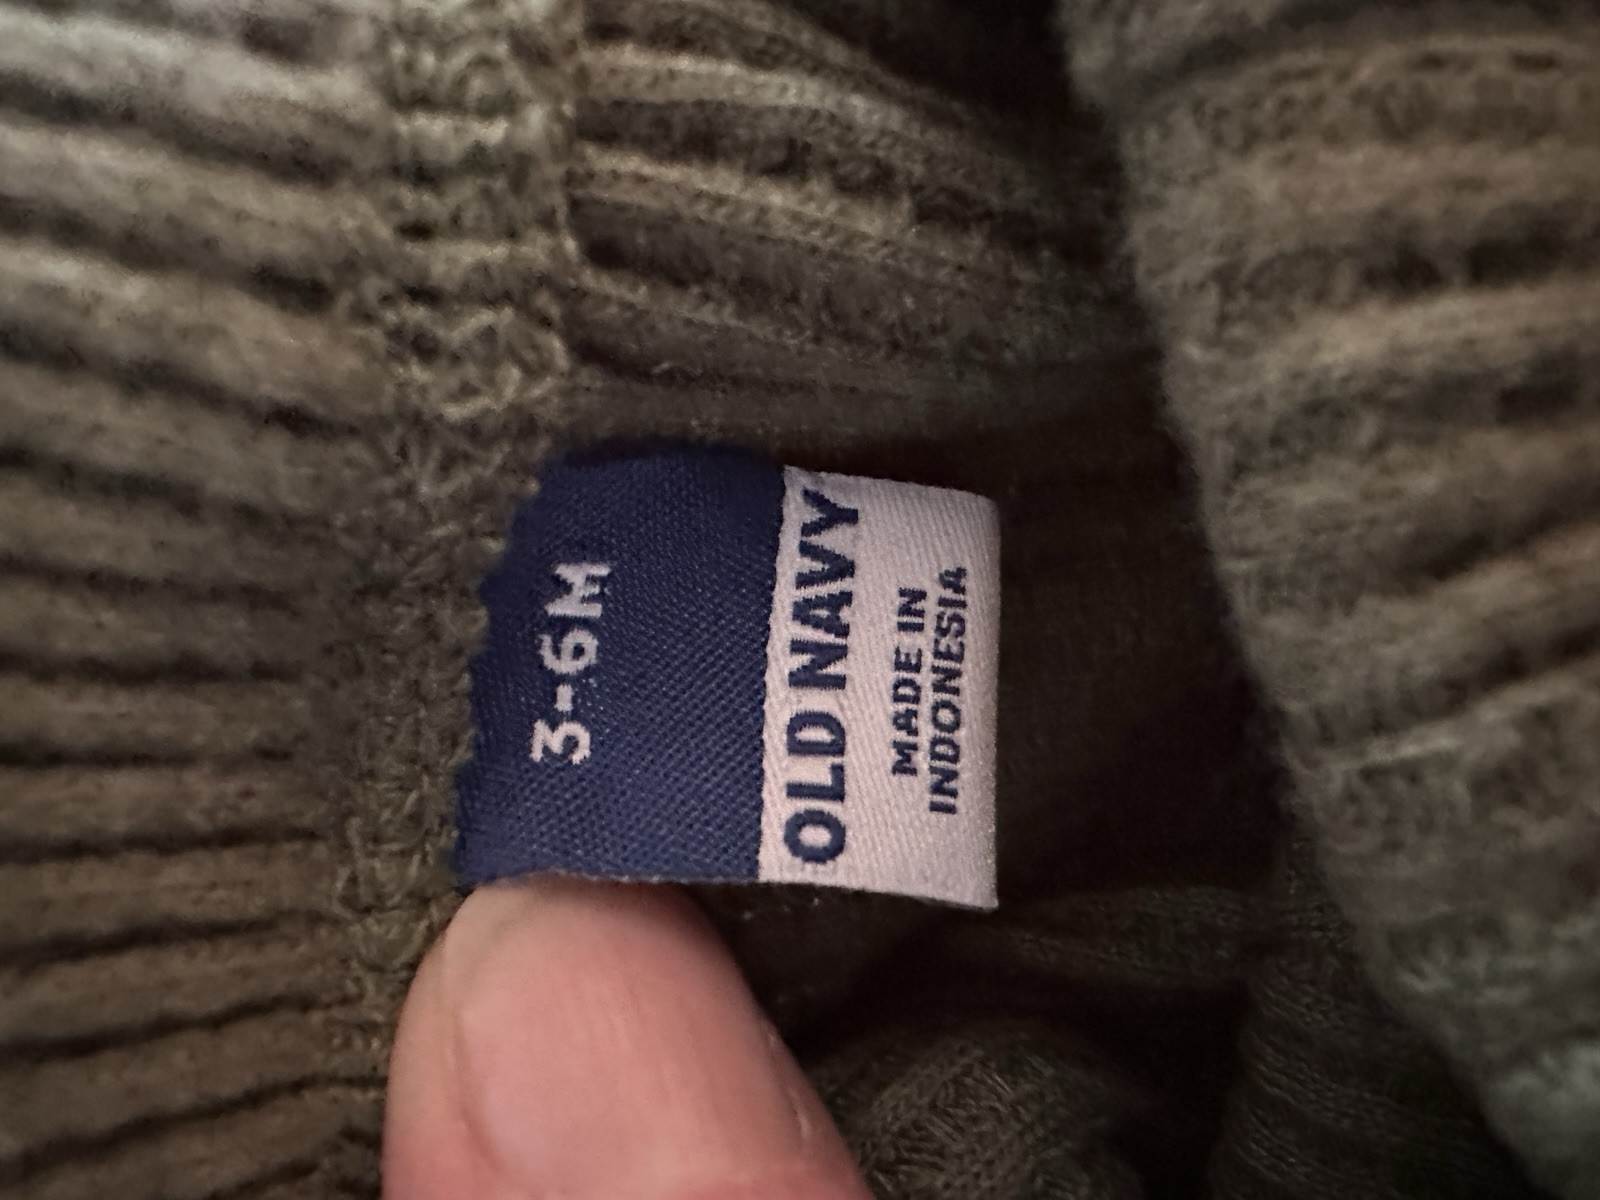 3-6M
OLD NAVY
MADE IN
INDONESIA